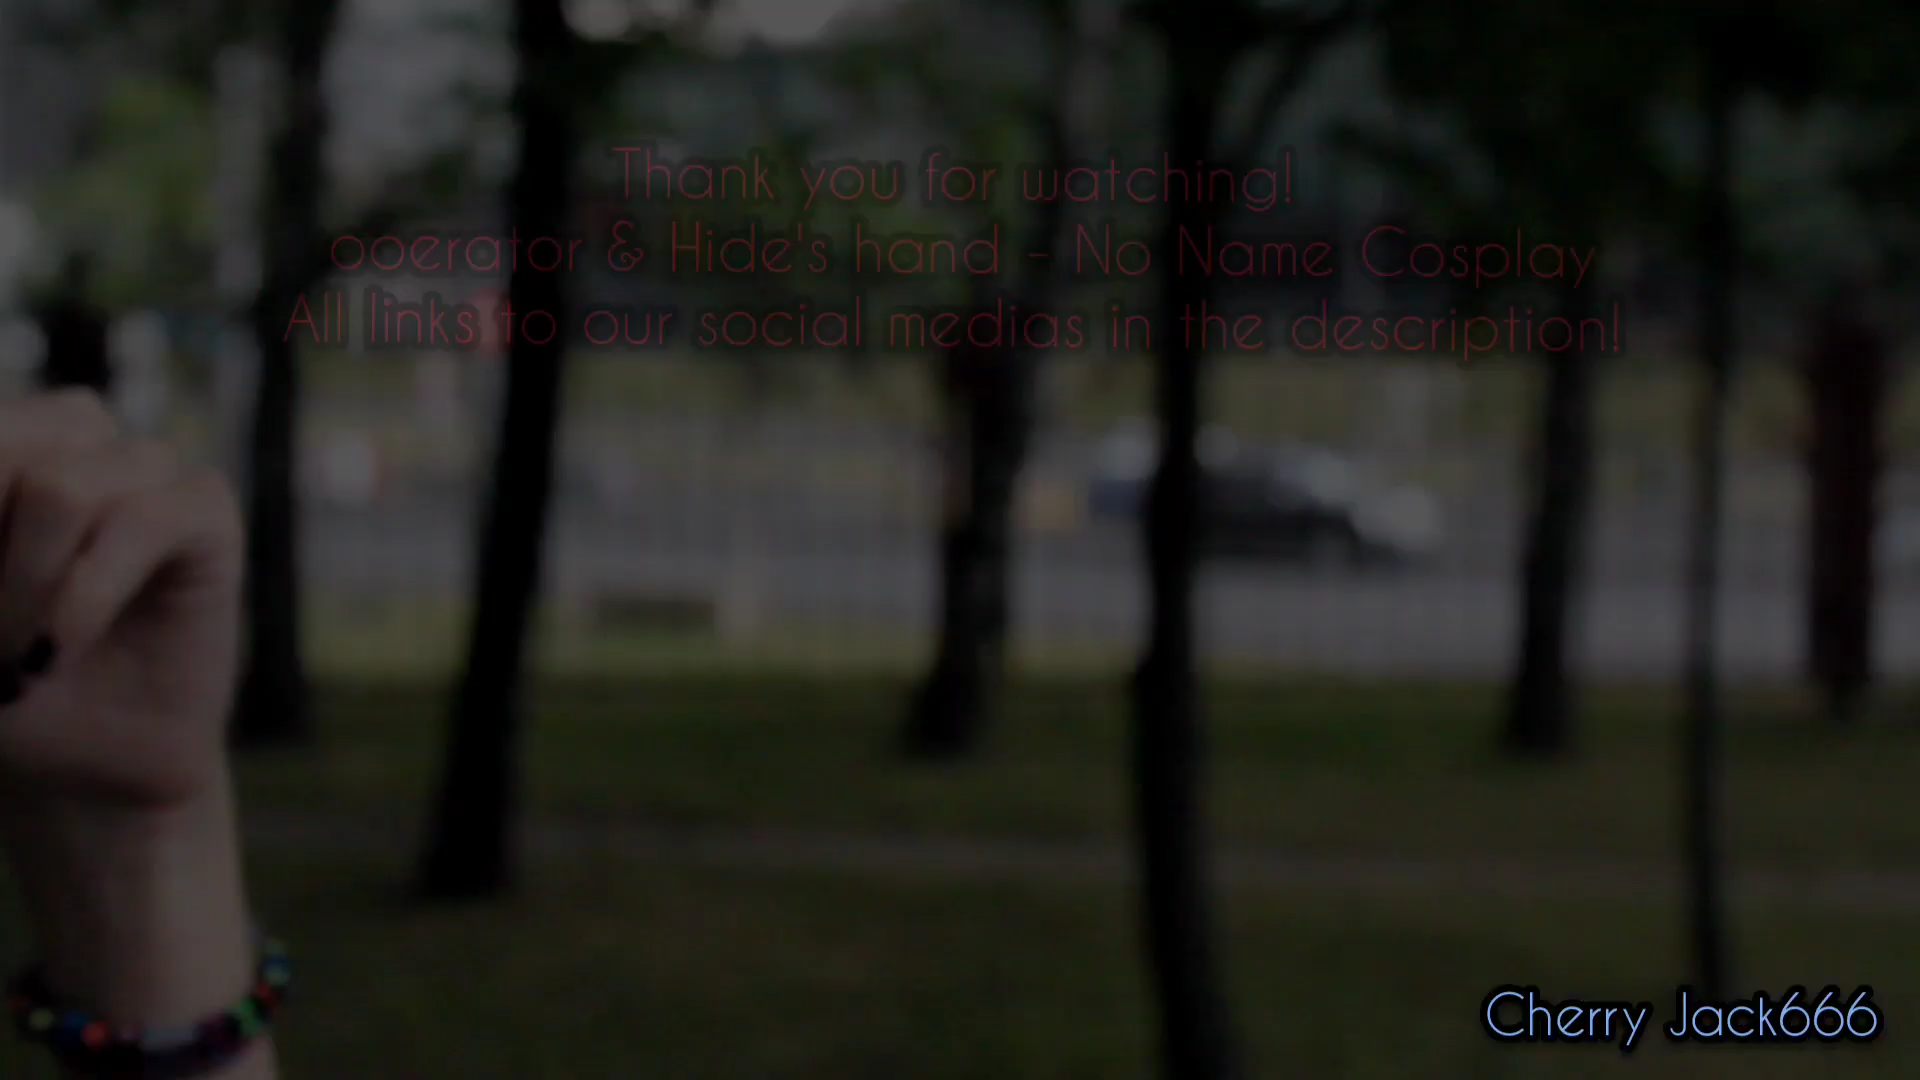 Thank you for watching!
ooerator & Hide's hand - No Name Cosplay
All links to our social medias in the description!
Cherry Jack666